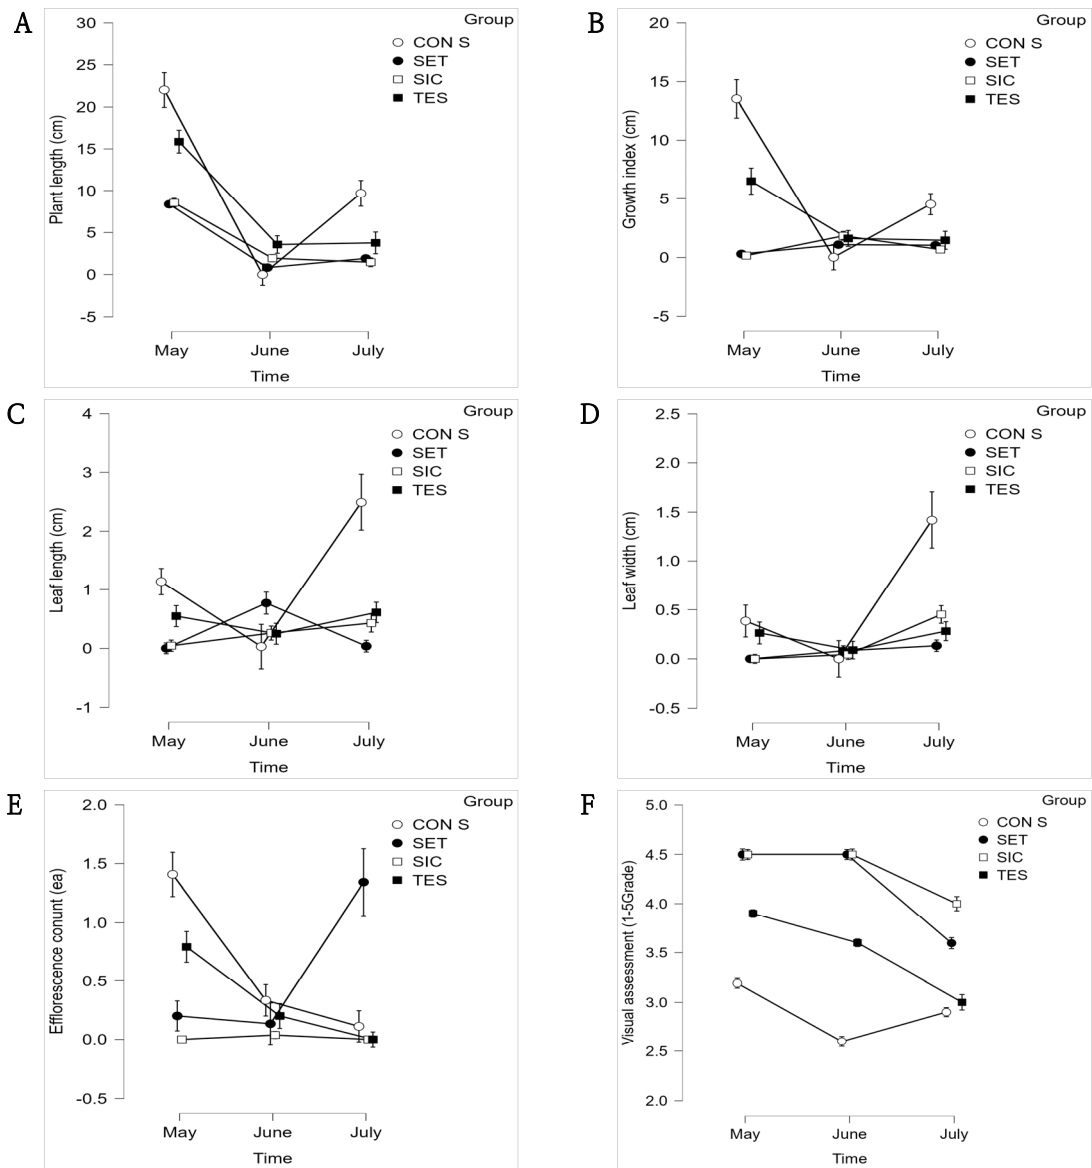 A
Group
CON S
SET
SIC
TES
30
25
20
15
10
5
0
-5
Plant length (cm)
May June July
Time
B
Group
CON S
SET
SIC
TES
20
15
10
5
0
-5
Growth index (cm)
May June July
Time
C
Group
CON S
SET
SIC
TES
4
3
2
1
0
-1
Leaf length (cm)
May June July
Time
D
Group
CON S
SET
SIC
TES
2.5
2.0
1.5
1.0
0.5
0.0
-0.5
Leaf width (cm)
May June July
Time
E
Group
CON S
SET
SIC
TES
2.0
1.5
1.0
0.5
0.0
-0.5
Efflorescence conunt (ea)
May June July
Time
F
Group
CON S
SET
SIC
TES
5.0
4.5
4.0
3.5
3.0
2.5
2.0
Visual assessment (1-5Grade)
May June July
Time